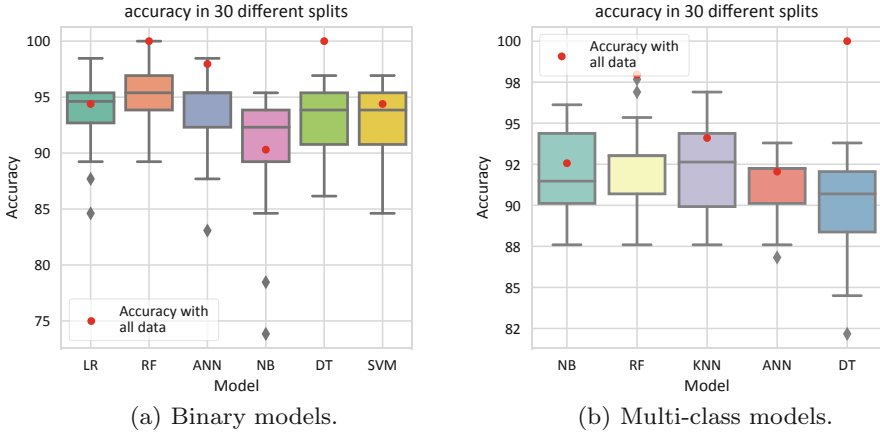 accuracy in 30 different splits
100
95
90
85
80
75
Accuracy
Accuracy with
all data
LR RF ANN NB DT SVM
Model
(a) Binary models.
accuracy in 30 different splits
100
98
95
92
90
88
85
82
Accuracy
Accuracy with
all data
NB RF KNN ANN DT
Model
(b) Multi-class models.